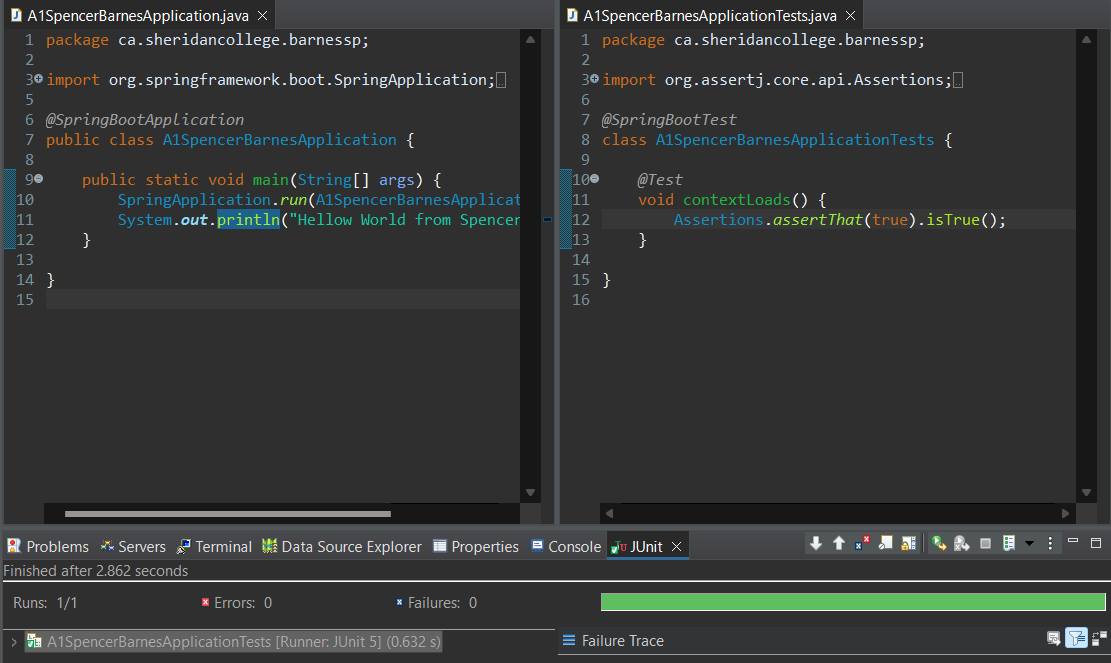 A1SpencerBarnesApplication.java
1 package ca.sheridancollege.barnessp;
2
3 import org.springframework.boot.SpringApplication;
5
6 @SpringBootApplication
7 public class A1SpencerBarnesApplication {
8
9 public static void main(String[] args) {
10 SpringApplication.run(A1SpencerBarnesApplicat
11 System.out.println("Hellow World from Spencer
12 }
13
14 }
15
A1SpencerBarnesApplicationTests.java
1 package ca.sheridancollege.barnessp;
2
3 import org.assertj.core.api.Assertions;
6
7 @SpringBootTest
8 class A1SpencerBarnesApplicationTests {
9
10 @Test
11 void contextLoads() {
12 Assertions.assertThat(true).isTrue();
13 }
14
15 }
16
Problems Servers Terminal Data Source Explorer Properties Console JUnit
Finished after 2.862 seconds
Runs: 1/1 Errors: 0 Failures: 0
A1SpencerBarnesApplicationTests [Runner: JUnit 5] (0.632 s)
Failure Trace